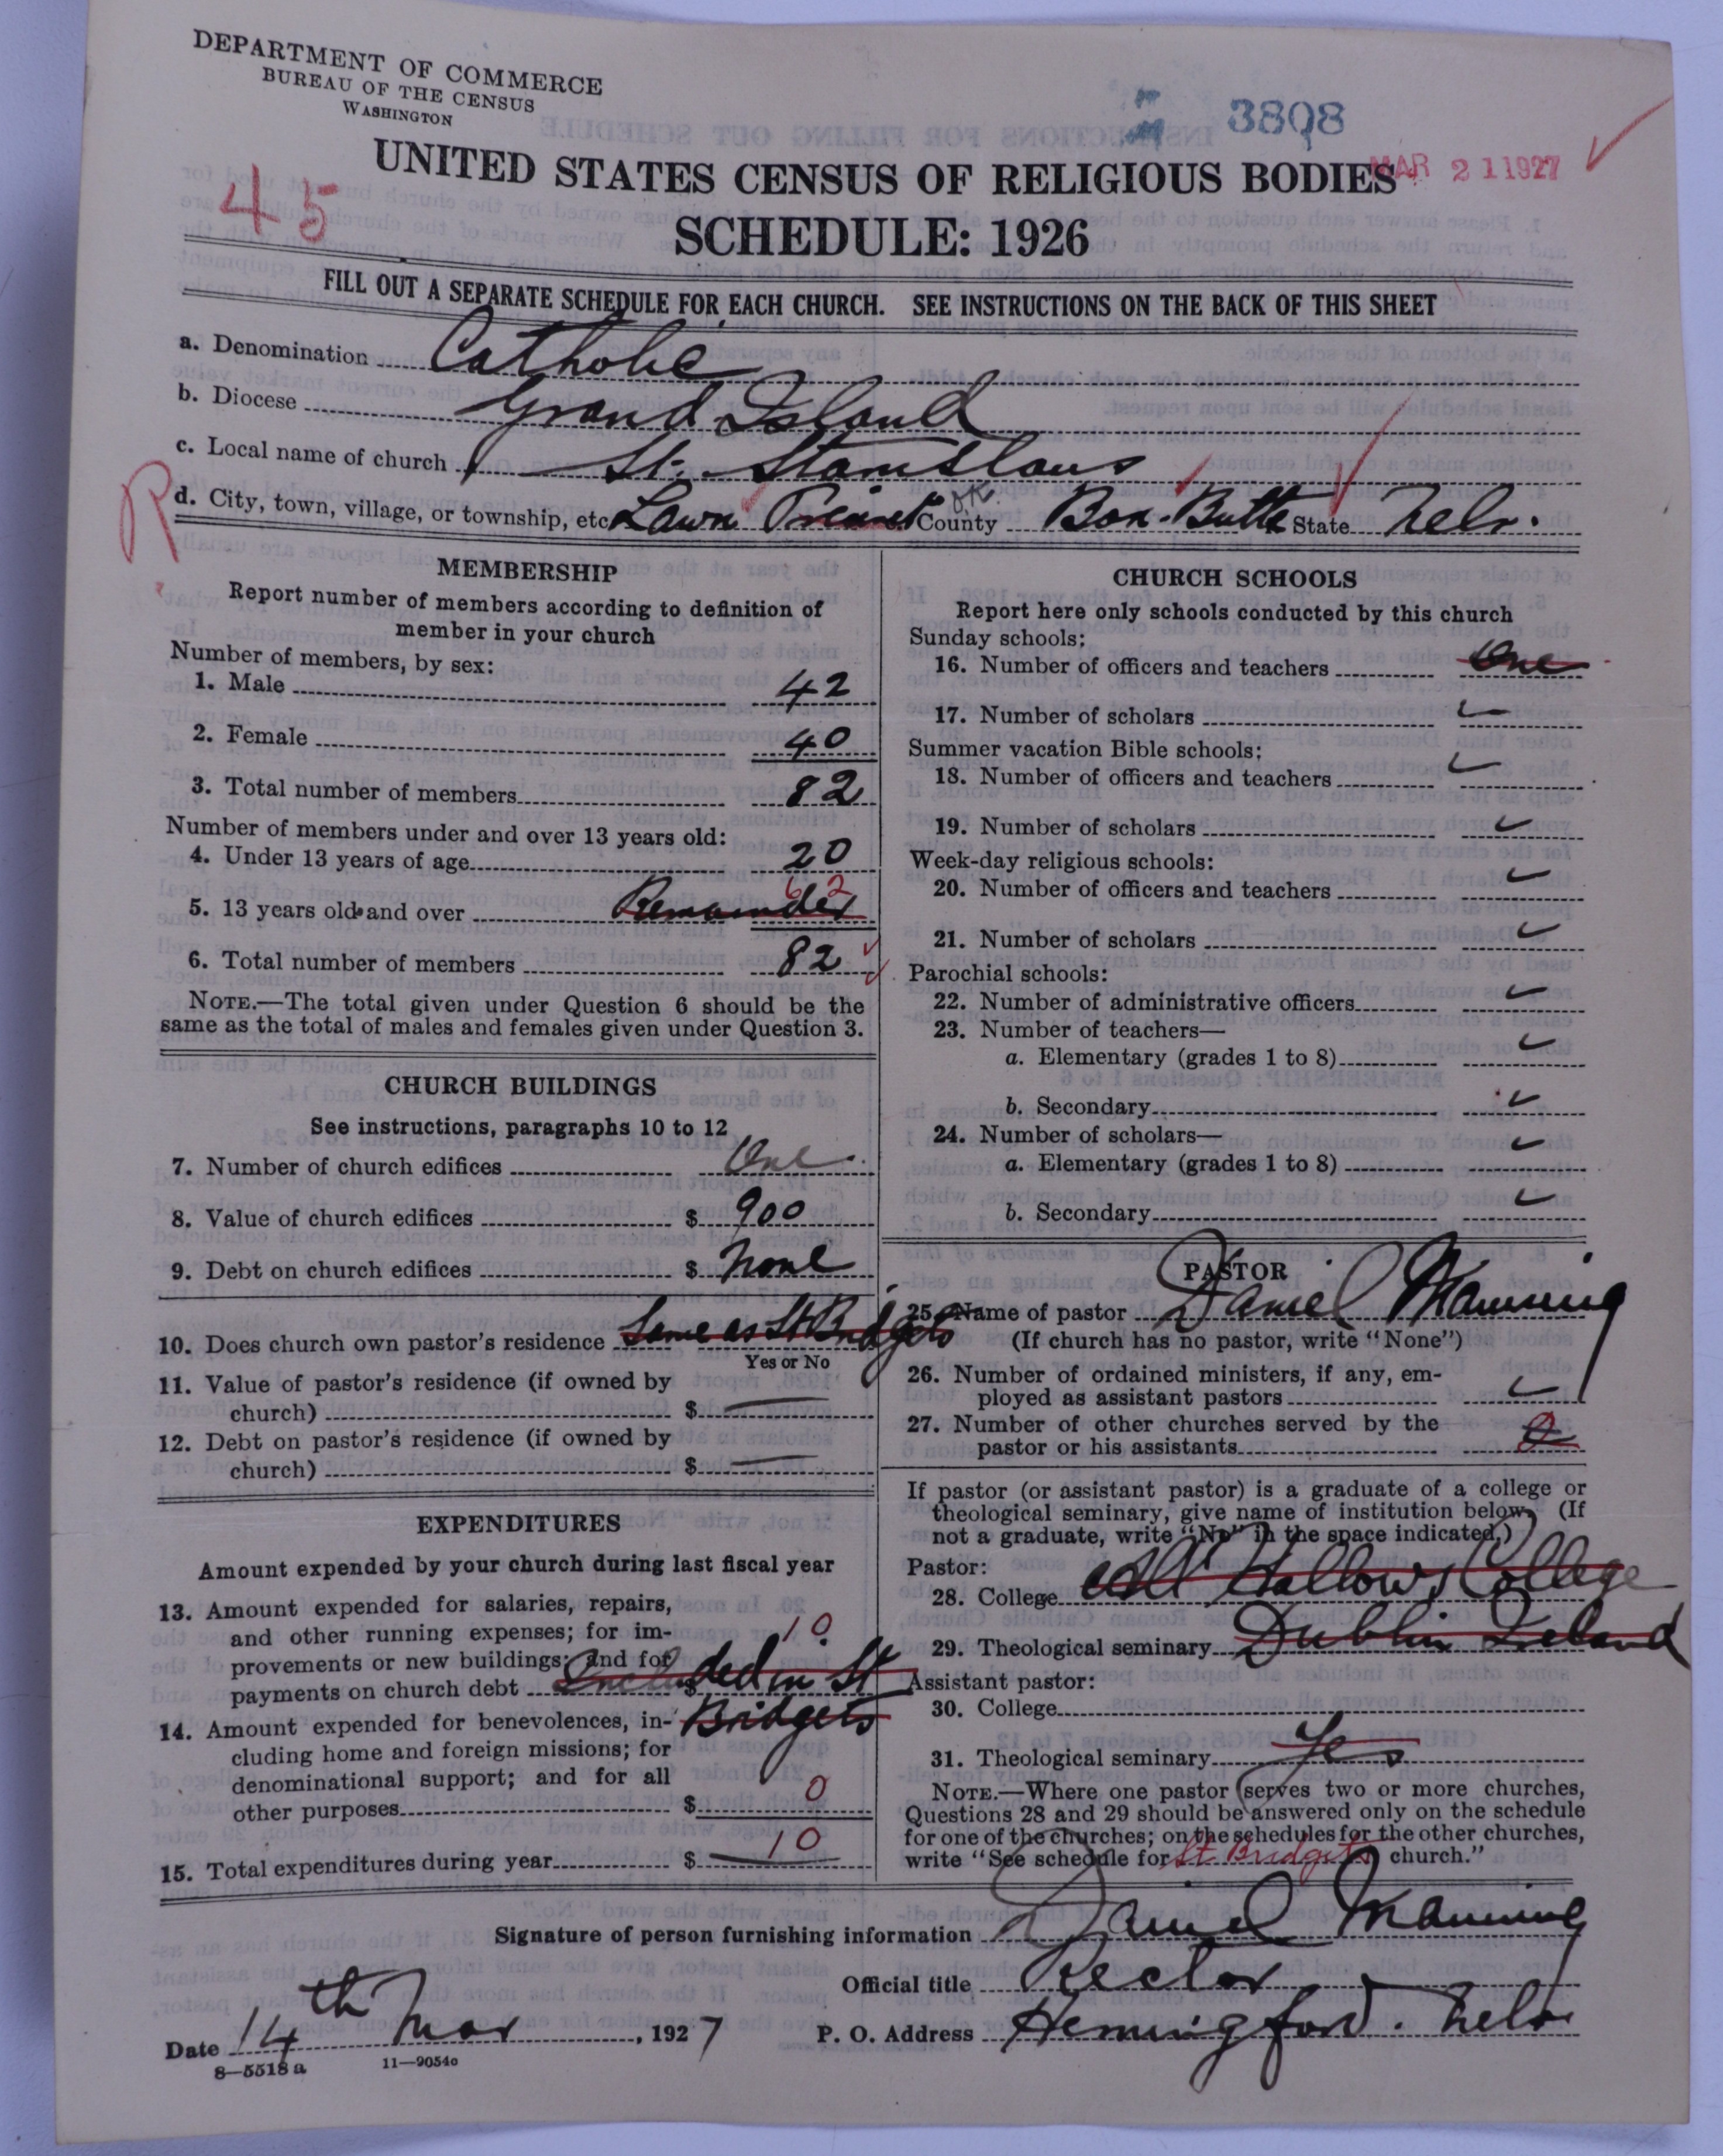 DEPARTMENT OF COMMERCE
BUREAU OF THE CENSUS
WASHINGTON
3808
MAR 21 1927
45
UNITED STATES CENSUS OF RELIGIOUS BODIES
SCHEDULE: 1926
FILL OUT A SEPARATE SCHEDULE FOR EACH CHURCH. SEE INSTRUCTIONS ON THE BACK OF THIS SHEET
a. Denomination Catholic
b. Diocese Grand Island
c. Local name of church St. Stanislaus
R
d. City, town, village, or township, etc. Lawn Precinct O.K. County Box-Butte State Nebr.
MEMBERSHIP
Report number of members according to definition of
member in your church
Number of members, by sex:
1. Male 42
2. Female 40
3. Total number of members 82
Number of members under and over 13 years old:
4. Under 13 years of age 20
5. 13 years old and over Remainder 62
6. Total number of members 82
NOTE.—The total given under Question 6 should be the
same as the total of males and females given under Question 3.
CHURCH BUILDINGS
See instructions, paragraphs 10 to 12
7. Number of church edifices One
8. Value of church edifices $ 900
9. Debt on church edifices $ None
10. Does church own pastor's residence Same as St Bridgets
Yes or No
11. Value of pastor's residence (if owned by
church) $
12. Debt on pastor's residence (if owned by
church) $
EXPENDITURES
Amount expended by your church during last fiscal year
13. Amount expended for salaries, repairs,
and other running expenses; for im-
provements or new buildings; and for
payments on church debt $ 10 Included in St
Bridgets
14. Amount expended for benevolences, in-
cluding home and foreign missions; for
denominational support; and for all
other purposes $ 0
15. Total expenditures during year $ 10
CHURCH SCHOOLS
Report here only schools conducted by this church
Sunday schools:
16. Number of officers and teachers One
17. Number of scholars
Summer vacation Bible schools:
18. Number of officers and teachers
19. Number of scholars
Week-day religious schools:
20. Number of officers and teachers
21. Number of scholars
Parochial schools:
22. Number of administrative officers
23. Number of teachers—
a. Elementary (grades 1 to 8)
b. Secondary
24. Number of scholars—
a. Elementary (grades 1 to 8)
b. Secondary
PASTOR
25. Name of pastor Daniel Manning
(If church has no pastor, write "None")
26. Number of ordained ministers, if any, em-
ployed as assistant pastors
27. Number of other churches served by the
pastor or his assistants
If pastor (or assistant pastor) is a graduate of a college or
theological seminary, give name of institution below. (If
not a graduate, write "No" in the space indicated.)
Pastor:
28. College All Hallows College
29. Theological seminary Dublin Ireland
Assistant pastor:
30. College
31. Theological seminary Yes
NOTE.—Where one pastor serves two or more churches,
Questions 28 and 29 should be answered only on the schedule
for one of the churches; on the schedules for the other churches,
write "See schedule for St Bridgets church."
Signature of person furnishing information Daniel Manning
Official title Rector
Date 14th Mar, 1927 P. O. Address Hemingford. Nebr
8—5518 a 11—9054o